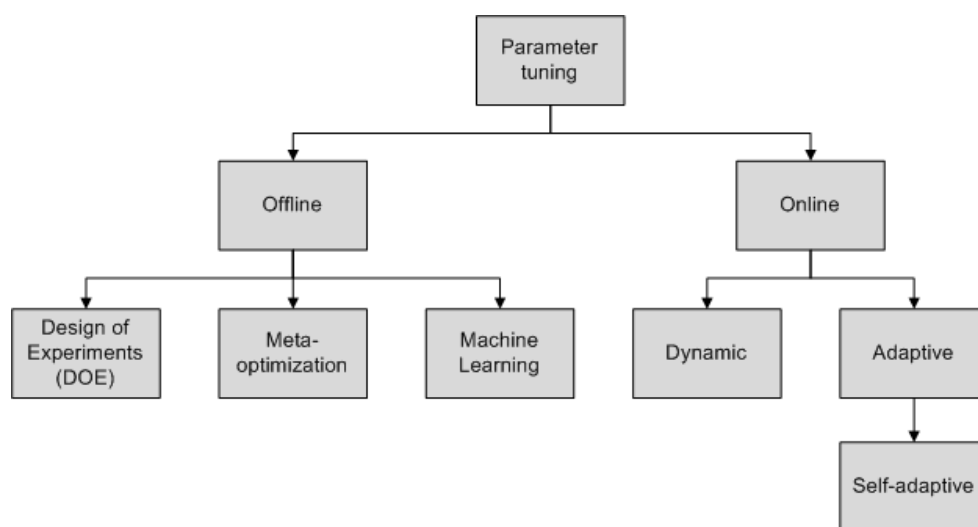 Parameter
tuning
Offline
Online
Design of
Experiments
(DOE)
Meta-
optimization
Machine
Learning
Dynamic
Adaptive
Self-adaptive